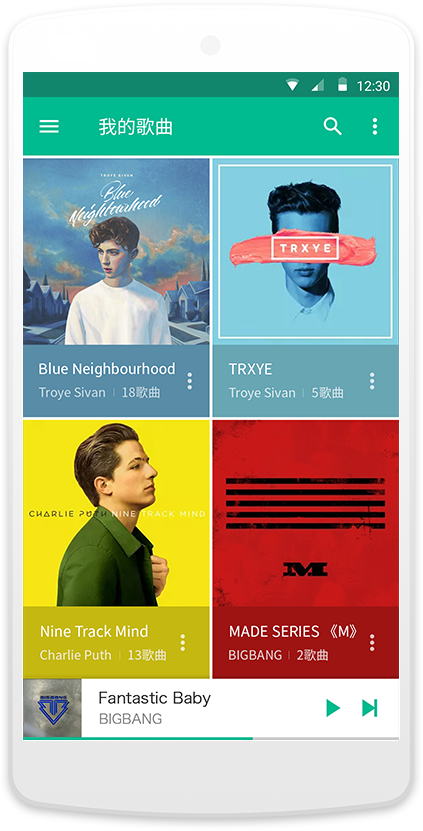 12:30
我的歌曲
TROYE SIVAN
Blue
Neighbourhood
TRXYE
Blue Neighbourhood
Troye Sivan | 18歌曲
TRXYE
Troye Sivan | 5歌曲
CHARLIE PUTH NINE TRACK MIND
M
Nine Track Mind
Charlie Puth | 13歌曲
MADE SERIES 《M》
BIGBANG | 2歌曲
BIGBANG
Fantastic Baby
BIGBANG